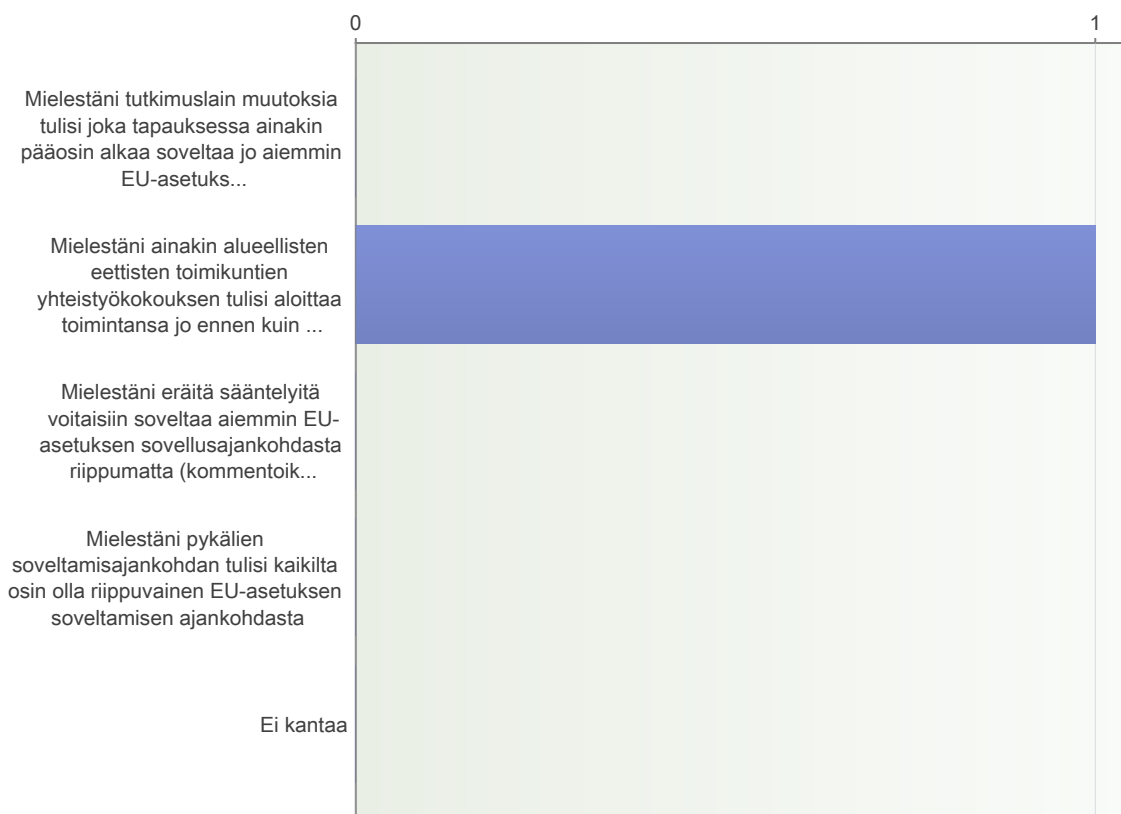 0 1
Mielestäni tutkimuslain muutoksia
tulisi joka tapauksessa ainakin
pääosin alkaa soveltaa jo aiemmin
EU-asetuks...
Mielestäni ainakin alueellisten
eettisten toimikuntien
yhteistyökokouksen tulisi aloittaa
toimintansa jo ennen kuin ...
Mielestäni eräitä sääntelyitä
voitaisiin soveltaa aiemmin EU-
asetuksen sovellusajankohdasta
riippumatta (kommentoik...
Mielestäni pykälien
soveltamisajankohdan tulisi kaikilta
osin olla riippuvainen EU-asetuksen
soveltamisen ajankohdasta
Ei kantaa